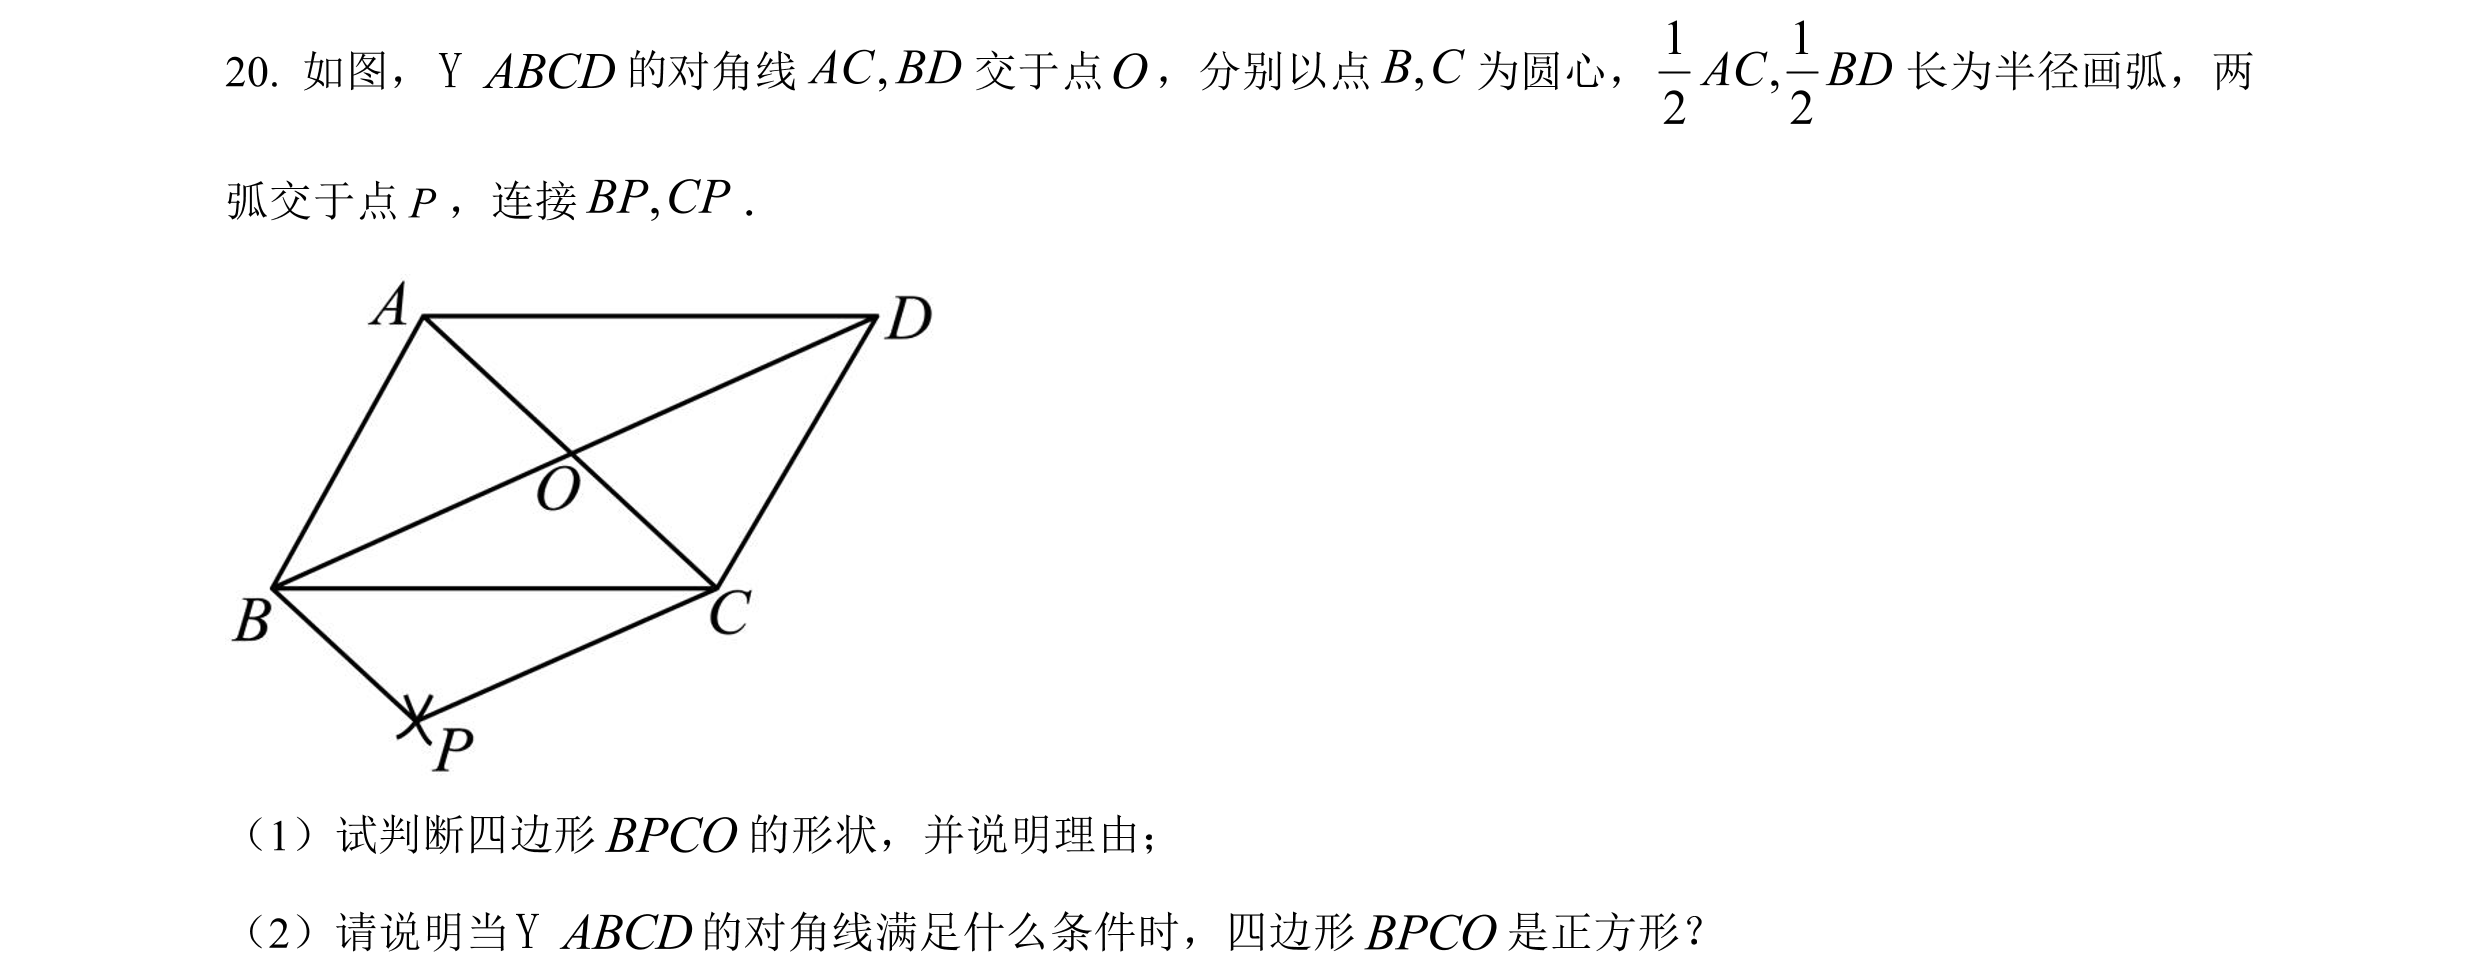 20. 如图，Y ABCD 的对角线 AC,BD 交于点 O，分别以点 B,C 为圆心，1/2 AC,1/2 BD 长为半径画弧，两
弧交于点 P，连接 BP,CP．
A
D
O
B
C
P
（1）试判断四边形 BPCO 的形状，并说明理由；
（2）请说明当 Y ABCD 的对角线满足什么条件时，四边形 BPCO 是正方形？